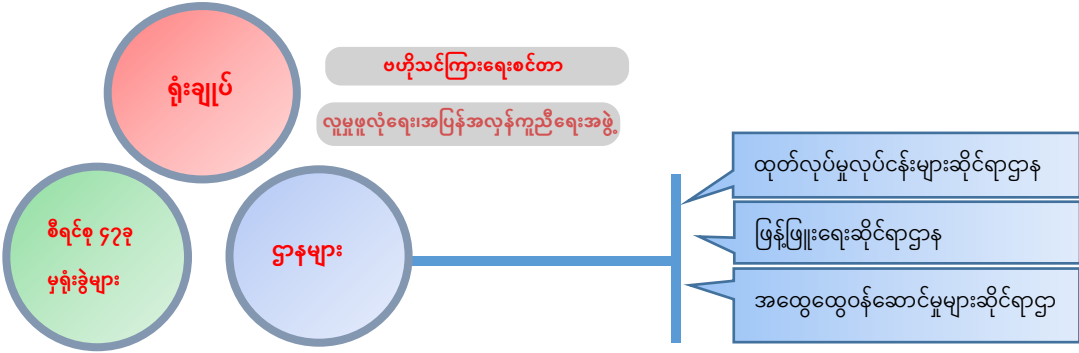 ရုံးချုပ်
ဗဟိုသင်ကြားရေးစင်တာ
လူမှုဖူလုံရေး၊အပြန်အလှန်ကူညီရေးအဖွဲ့
စီရင်စု ၄၇ခု
မှရုံးခွဲများ
ဌာနများ
ထုတ်လုပ်မှုလုပ်ငန်းများဆိုင်ရာဌာန
ဖြန့်ဖြူးရေးဆိုင်ရာဌာန
အထွေထွေဝန်ဆောင်မှုများဆိုင်ရာဌာ